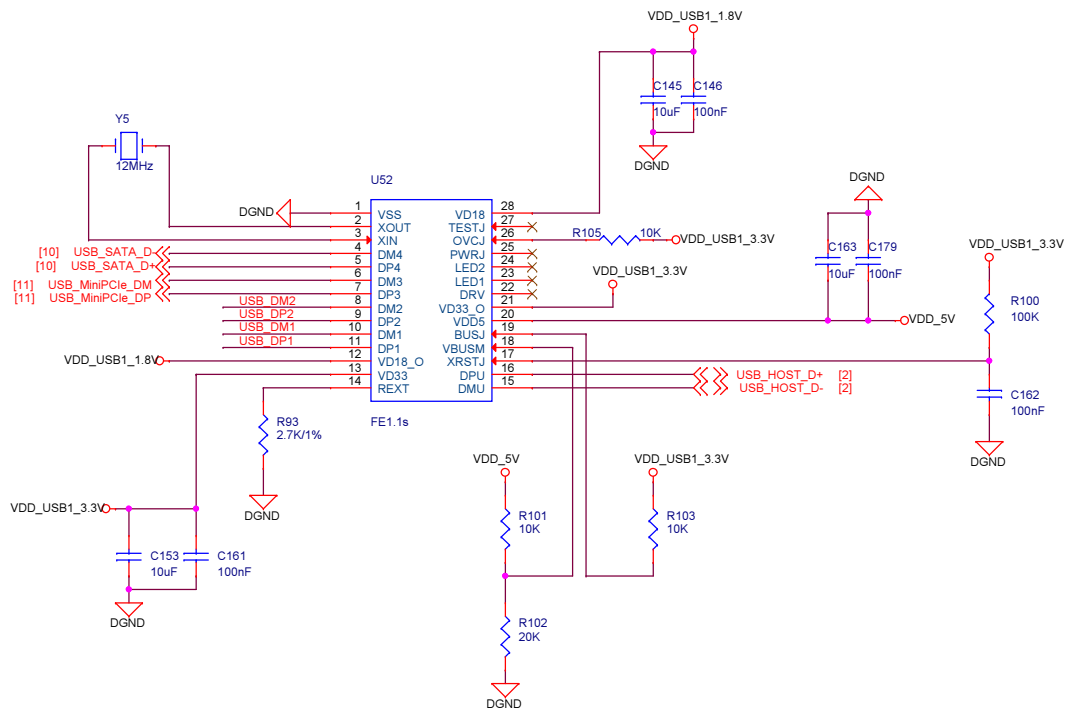 VDD_USB1_1.8V
C145
10uF
C146
100nF
DGND
Y5
12MHz
U52
DGND
1 VSS VD18 28
2 XOUT TESTJ 27
3 XIN OVCJ 26
4 DM4 PWRJ 25
5 DP4 LED2 24
6 DM3 LED1 23
7 DP3 DRV 22
8 DM2 VD33_O 21
9 DP2 VDD5 20
10 DM1 BUSJ 19
11 DP1 VBUSM 18
12 VD18_O XRSTJ 17
13 VD33 DPU 16
14 REXT DMU 15
FE1.1s
[10] USB_SATA_D-
[10] USB_SATA_D+
[11] USB_MiniPCIe_DM
[11] USB_MiniPCIe_DP
USB_DM2
USB_DP2
USB_DM1
USB_DP1
VDD_USB1_1.8V
R105 10K VDD_USB1_3.3V
VDD_USB1_3.3V
DGND
C163
10uF
C179
100nF
VDD_5V
VDD_USB1_3.3V
R100
100K
C162
100nF
DGND
USB_HOST_D+ [2]
USB_HOST_D- [2]
R93
2.7K/1%
DGND
VDD_USB1_3.3V
C153
10uF
C161
100nF
DGND
VDD_5V
R101
10K
R102
20K
DGND
VDD_USB1_3.3V
R103
10K